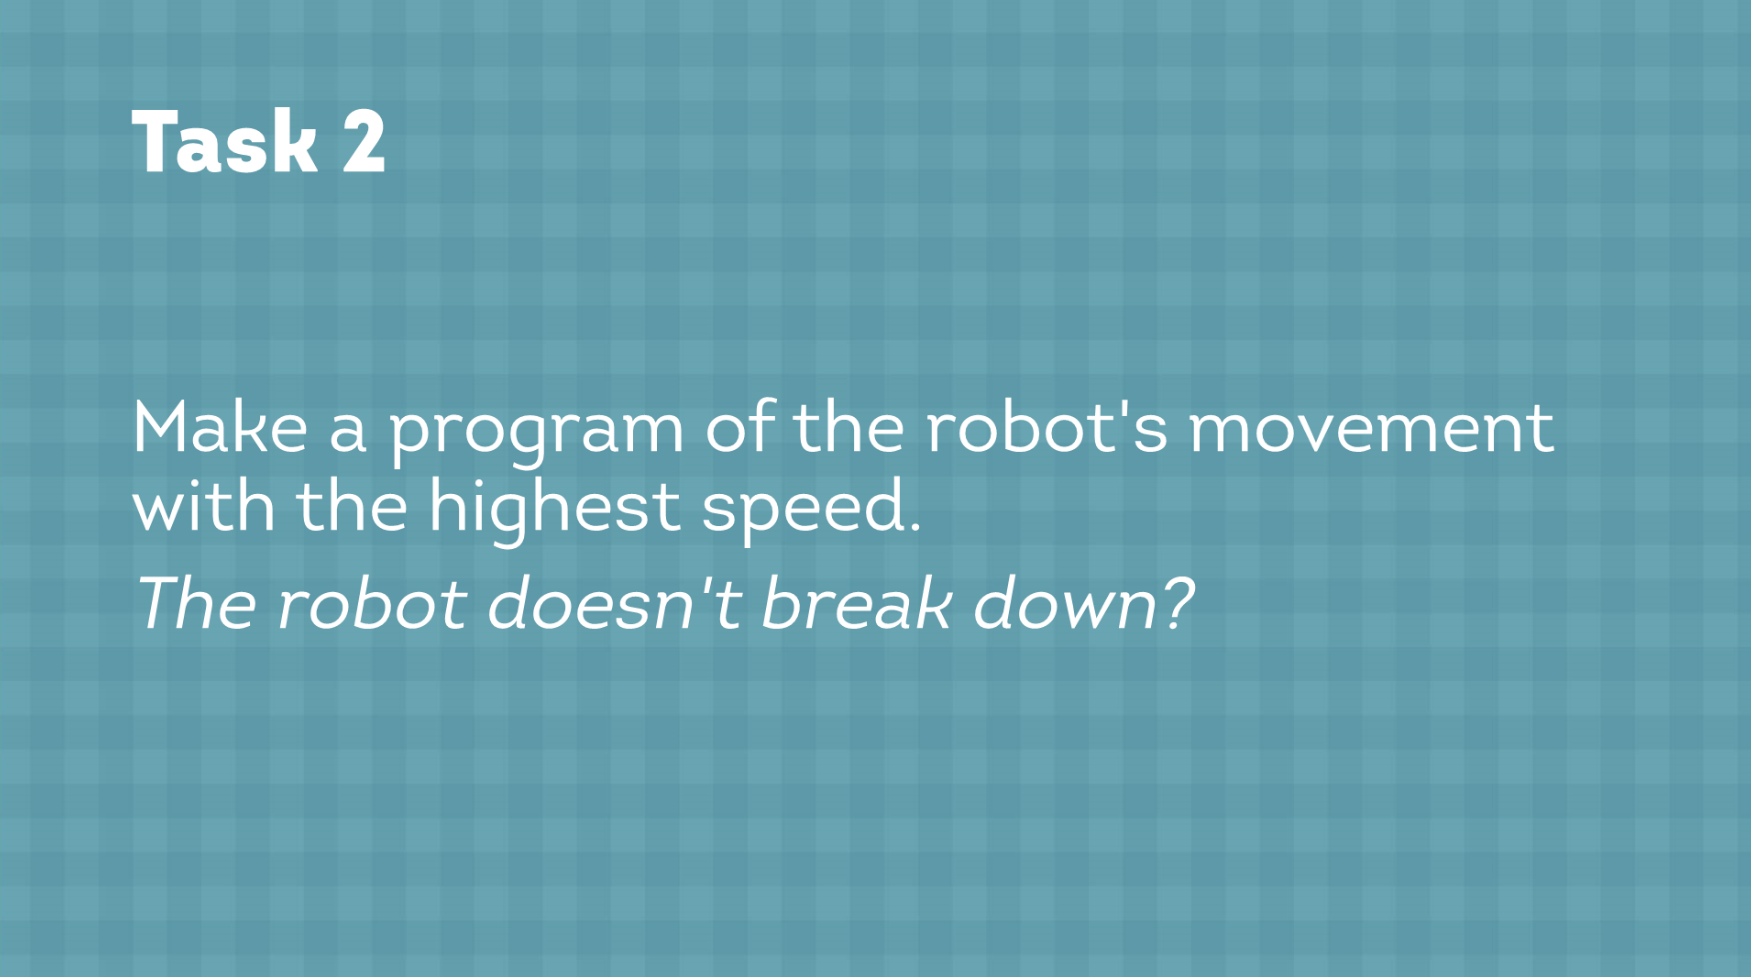 Task 2
Make a program of the robot's movement
with the highest speed.
The robot doesn't break down?